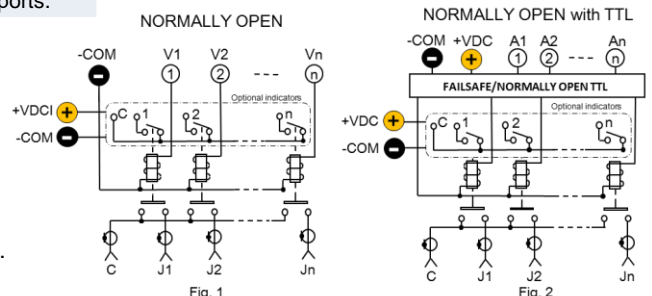 ports.
NORMALLY OPEN
-COM V1 V2 Vn
1 2 n
Optional indicators
+VDCI
C 1 2 n
-COM
C J1 J2 Jn
Fig. 1
NORMALLY OPEN with TTL
-COM +VDC A1 A2 An
1 2 n
FAILSAFE/NORMALLY OPEN TTL
Optional indicators
+VDC
C 1 2 n
-COM
C J1 J2 Jn
Fig. 2
.